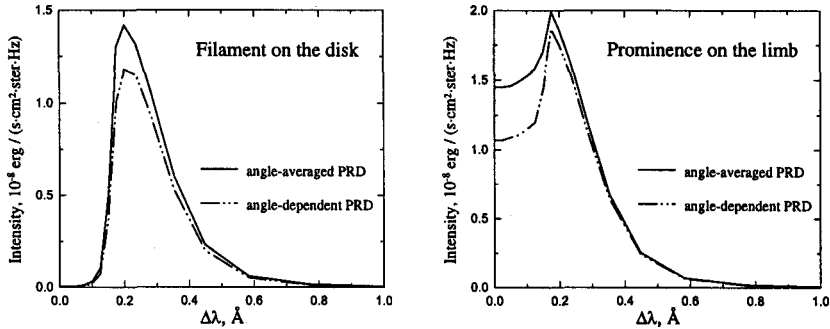 Filament on the disk
angle-averaged PRD
angle-dependent PRD
Intensity, 10⁻⁸ erg / (s·cm²·ster·Hz)
1.5
1.0
0.5
0.0
0.0 0.2 0.4 0.6 0.8 1.0
Δλ, Å
Prominence on the limb
angle-averaged PRD
angle-dependent PRD
Intensity, 10⁻⁸ erg / (s·cm²·ster·Hz)
2.0
1.5
1.0
0.5
0.0
0.0 0.2 0.4 0.6 0.8 1.0
Δλ, Å